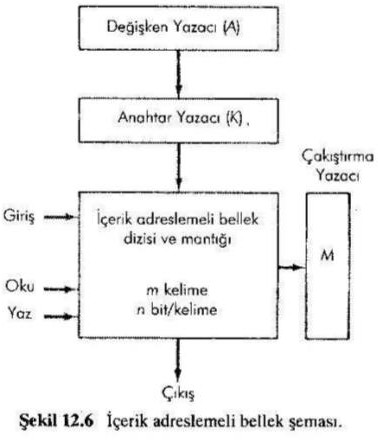 Değişken Yazacı (A)
Anahtar Yazacı (K).
Çakıştırma
Yazacı
Giriş
İçerik adreslemeli bellek
dizisi ve mantığı
M
Oku
m kelime
Yaz
n bit/kelime
Çıkış
Şekil 12.6 İçerik adreslemeli bellek şeması.